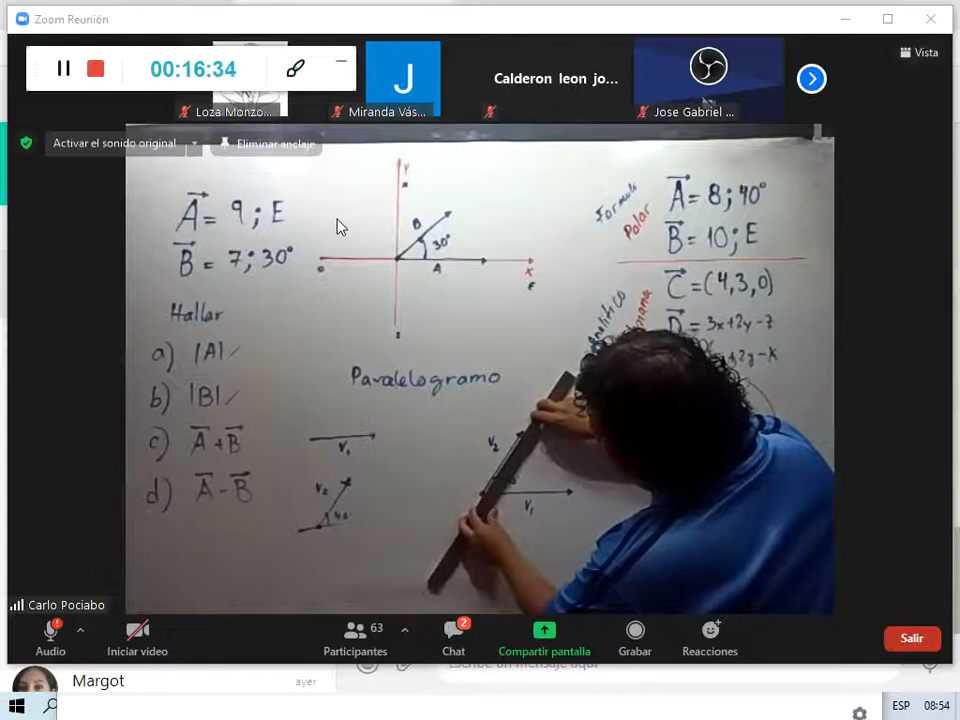 Zoom Reunión
00:16:34
Vista
J
Calderon leon jo...
Loza Monzo...
Miranda Vás...
Jose Gabriel ...
Activar el sonido original
Eliminar anclaje
A = 9 ; E
B = 7 ; 30°
Hallar
a) |A|
b) |B|
c) A + B
d) A - B
Y
B
30°
A
X
E
O
S
Paralelogramo
V1
V2
40°
V2
V1
Formula
Polar
A = 8 ; 40°
B = 10 ; E
C = (4, 3, 0)
D = 3x+2y-7
Carlo Pociabo
63
2
Audio
Iniciar video
Participantes
Chat
Compartir pantalla
Grabar
Reacciones
Salir
Escribe un mensaje aquí
Margot
ayer
ESP
08:54